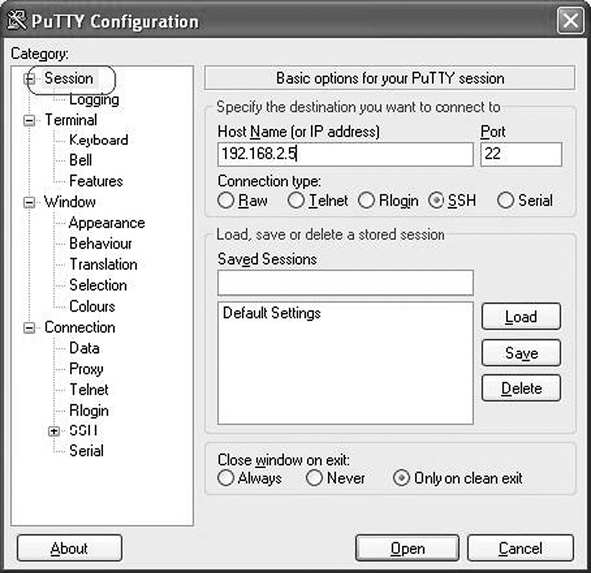 PuTTY Configuration
Category:
Session
Logging
Terminal
Keyboard
Bell
Features
Window
Appearance
Behaviour
Translation
Selection
Colours
Connection
Data
Proxy
Telnet
Rlogin
SSH
Serial
Basic options for your PuTTY session
Specify the destination you want to connect to
Host Name (or IP address) Port
192.168.2.5 22
Connection type:
Raw Telnet Rlogin SSH Serial
Load, save or delete a stored session
Saved Sessions
Default Settings
Load
Save
Delete
Close window on exit:
Always Never Only on clean exit
About Open Cancel